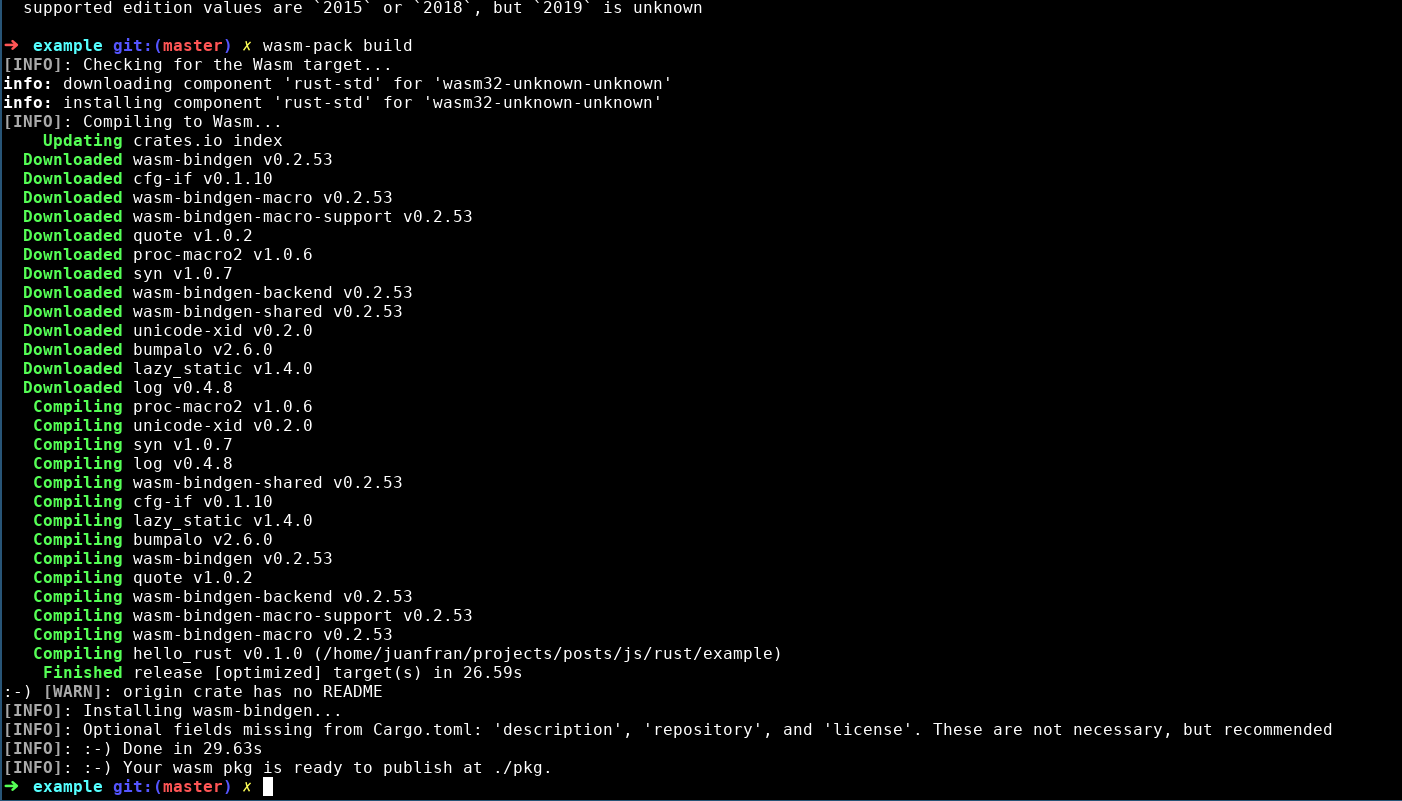 supported edition values are `2015` or `2018`, but `2019` is unknown
➜ example git:(master) ✗ wasm-pack build
[INFO]: Checking for the Wasm target...
info: downloading component 'rust-std' for 'wasm32-unknown-unknown'
info: installing component 'rust-std' for 'wasm32-unknown-unknown'
[INFO]: Compiling to Wasm...
Updating crates.io index
Downloaded wasm-bindgen v0.2.53
Downloaded cfg-if v0.1.10
Downloaded wasm-bindgen-macro v0.2.53
Downloaded wasm-bindgen-macro-support v0.2.53
Downloaded quote v1.0.2
Downloaded proc-macro2 v1.0.6
Downloaded syn v1.0.7
Downloaded wasm-bindgen-backend v0.2.53
Downloaded wasm-bindgen-shared v0.2.53
Downloaded unicode-xid v0.2.0
Downloaded bumpalo v2.6.0
Downloaded lazy_static v1.4.0
Downloaded log v0.4.8
Compiling proc-macro2 v1.0.6
Compiling unicode-xid v0.2.0
Compiling syn v1.0.7
Compiling log v0.4.8
Compiling wasm-bindgen-shared v0.2.53
Compiling cfg-if v0.1.10
Compiling lazy_static v1.4.0
Compiling bumpalo v2.6.0
Compiling wasm-bindgen v0.2.53
Compiling quote v1.0.2
Compiling wasm-bindgen-backend v0.2.53
Compiling wasm-bindgen-macro-support v0.2.53
Compiling wasm-bindgen-macro v0.2.53
Compiling hello_rust v0.1.0 (/home/juanfran/projects/posts/js/rust/example)
Finished release [optimized] target(s) in 26.59s
:-) [WARN]: origin crate has no README
[INFO]: Installing wasm-bindgen...
[INFO]: Optional fields missing from Cargo.toml: 'description', 'repository', and 'license'. These are not necessary, but recommended
[INFO]: :-) Done in 29.63s
[INFO]: :-) Your wasm pkg is ready to publish at ./pkg.
➜ example git:(master) ✗